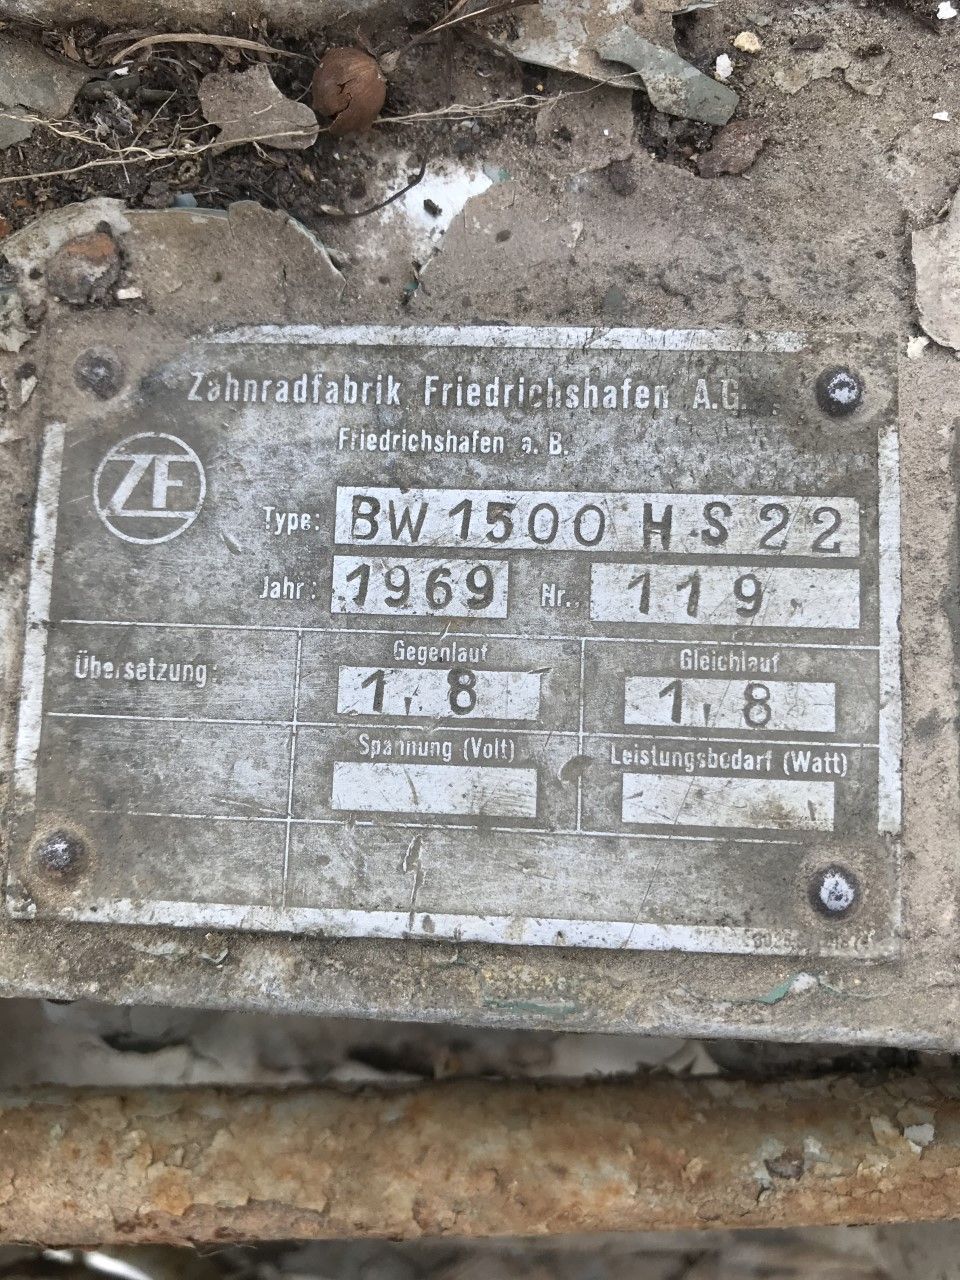 Zahnradfabrik Friedrichshafen A.G.
Friedrichshafen a. B.
ZF
Type: BW 1500 H S 22
Jahr: 1969 Nr. 119
Übersetzung: Gegenlauf 1,8 Gleichlauf 1,8
Spannung (Volt) Leistungsbedarf (Watt)